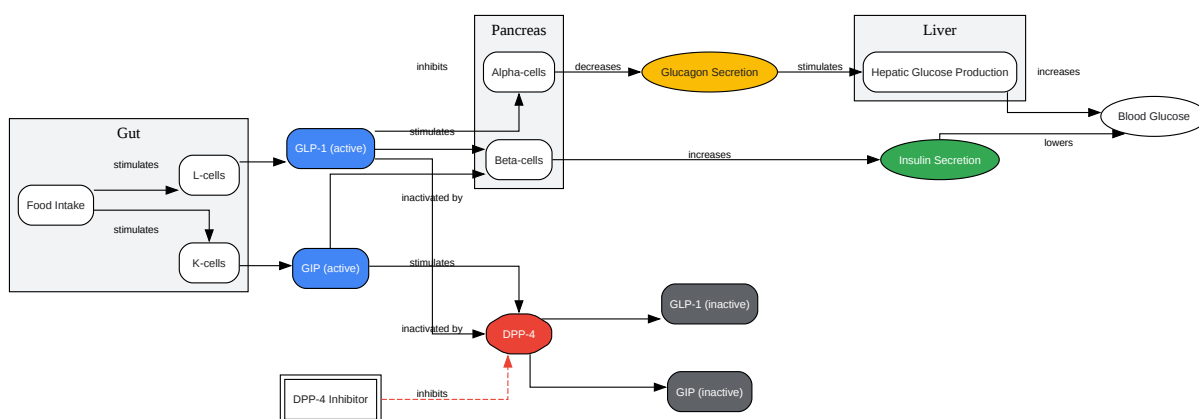 Pancreas
Liver
inhibits
Alpha-cells
decreases
Glucagon Secretion
stimulates
Hepatic Glucose Production
increases
Blood Glucose
Gut
GLP-1 (active)
stimulates
Beta-cells
increases
Insulin Secretion
lowers
stimulates
L-cells
Food Intake
inactivated by
stimulates
K-cells
GIP (active)
stimulates
GLP-1 (inactive)
inactivated by
DPP-4
DPP-4 Inhibitor
inhibits
GIP (inactive)